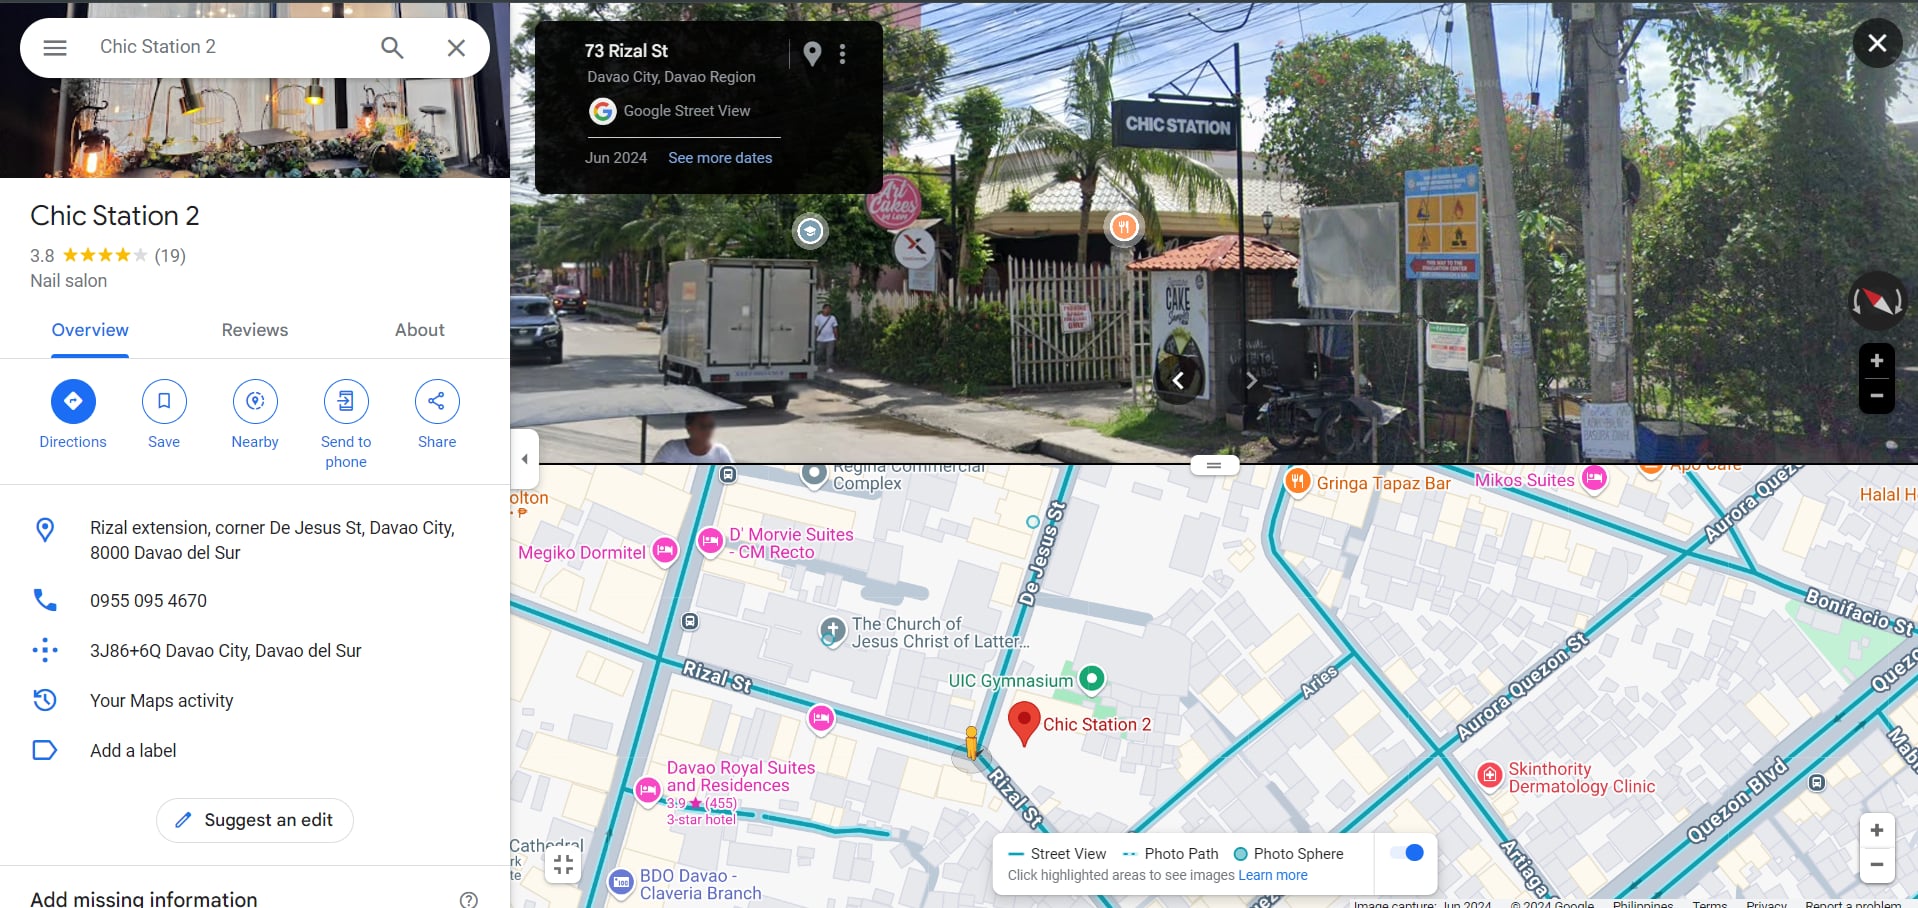 Chic Station 2
Chic Station 2
3.8
(19)
Nail salon
Overview
Reviews
About
Directions
Save
Nearby
Send to
phone
Share
Rizal extension, corner De Jesus St, Davao City,
8000 Davao del Sur
0955 095 4670
3J86+6Q Davao City, Davao del Sur
Your Maps activity
Add a label
Suggest an edit
Add missing information
73 Rizal St
Davao City, Davao Region
Google Street View
Jun 2024
See more dates
CHIC STATION
Art
Cakes
CAKE
Regina Commercial
Complex
D' Morvie Suites
- CM Recto
Megiko Dormitel
olton
₱
De Jesus St
Gringa Tapaz Bar
Mikos Suites
Apo Cafe
Aurora Quezo
Halal H
The Church of
Jesus Christ of Latter...
Bonifacio St
Rizal St
UIC Gymnasium
Aries
Aurora Quezon St
Quezo
Chic Station 2
Mabi
Davao Royal Suites
and Residences
3.9
(455)
3-star hotel
Rizal St
Skinthority
Dermatology Clinic
Quezon Blvd
Cathedral
rk
te
BDO Davao -
Claveria Branch
Artiaga
Street View
Photo Path
Photo Sphere
Click highlighted areas to see images Learn more
Image capture: Jun 2024
© 2024 Google
Philippines
Terms
Privacy
Report a problem